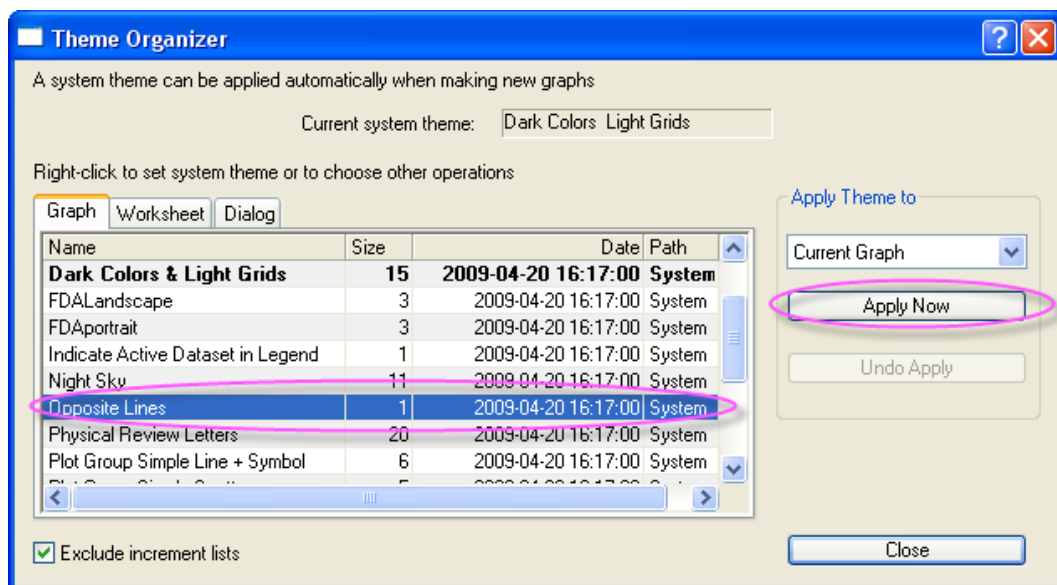 Theme Organizer
A system theme can be applied automatically when making new graphs
Current system theme: Dark Colors  Light Grids
Right-click to set system theme or to choose other operations
Graph Worksheet Dialog
Name Size Date Path
Dark Colors & Light Grids 15 2009-04-20 16:17:00 System
FDALandscape 3 2009-04-20 16:17:00 System
FDAportrait 3 2009-04-20 16:17:00 System
Indicate Active Dataset in Legend 1 2009-04-20 16:17:00 System
Night Sky 11 2009-04-20 16:17:00 System
Opposite Lines 1 2009-04-20 16:17:00 System
Physical Review Letters 20 2009-04-20 16:17:00 System
Plot Group Simple Line + Symbol 6 2009-04-20 16:17:00 System
Exclude increment lists
Apply Theme to
Current Graph
Apply Now
Undo Apply
Close